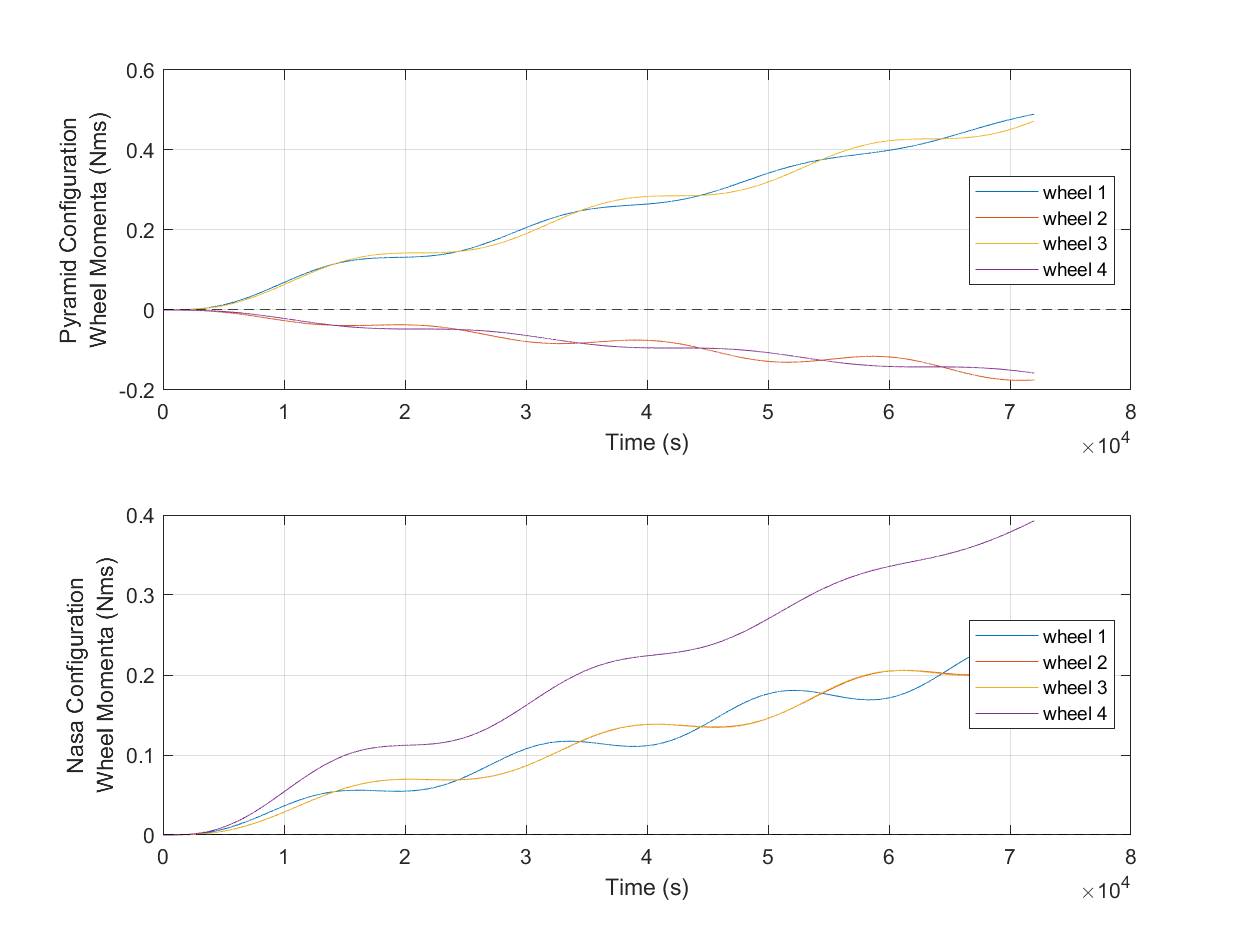 0.6
0.4
0.2
0
-0.2
Pyramid Configuration
Wheel Momenta (Nms)
wheel 1
wheel 2
wheel 3
wheel 4
0 1 2 3 4 5 6 7 8
Time (s)
×10^4
0.4
0.3
0.2
0.1
0
Nasa Configuration
Wheel Momenta (Nms)
wheel 1
wheel 2
wheel 3
wheel 4
0 1 2 3 4 5 6 7 8
Time (s)
×10^4